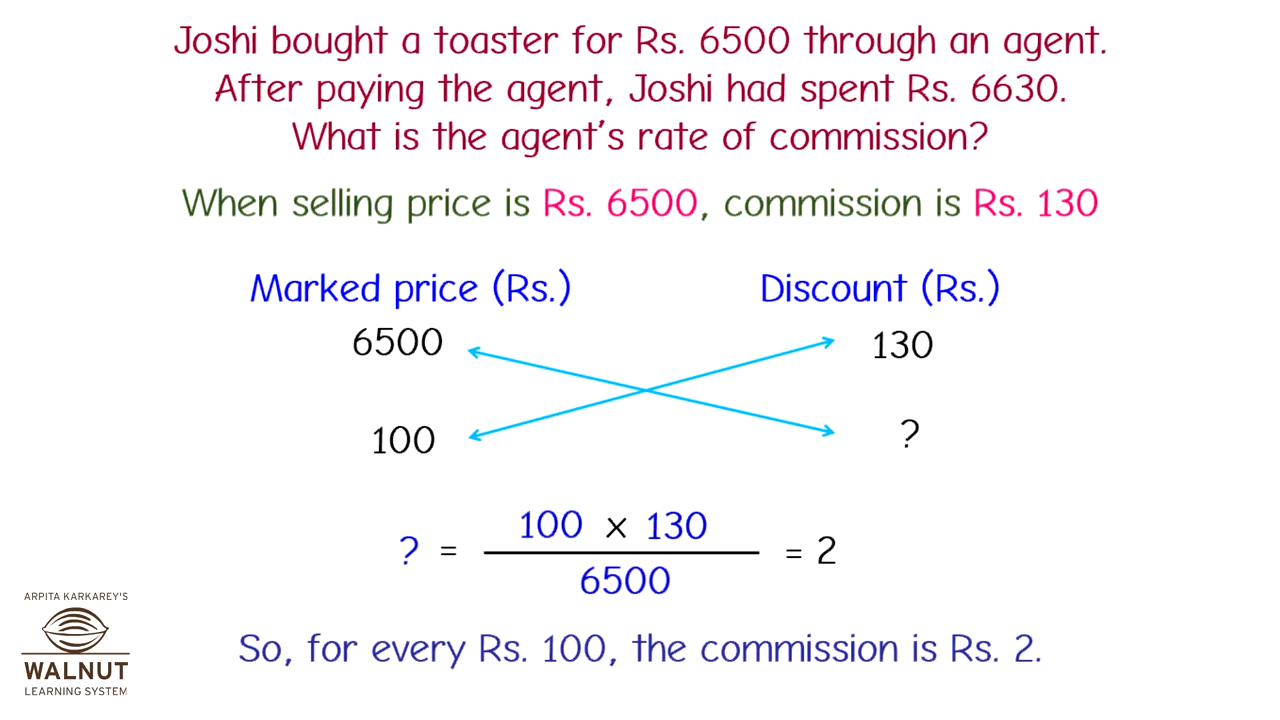 Joshi bought a toaster for Rs. 6500 through an agent.
After paying the agent, Joshi had spent Rs. 6630.
What is the agent's rate of commission?
When selling price is Rs. 6500, commission is Rs. 130
Marked price (Rs.) Discount (Rs.)
6500 130
100 ?
? = 100 × 130 / 6500 = 2
So, for every Rs. 100, the commission is Rs. 2.
ARPITA KARKAREY'S
WALNUT
LEARNING SYSTEM